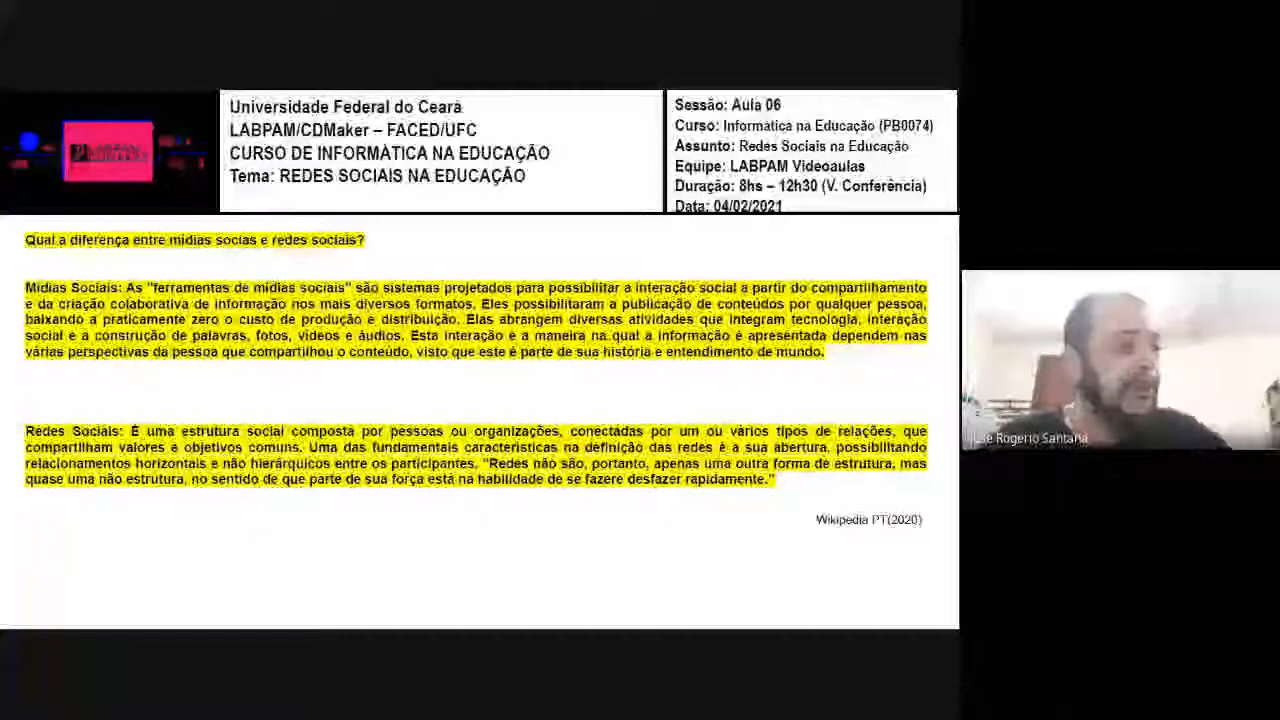 Universidade Federal do Ceará
LABPAM/CDMaker – FACED/UFC
CURSO DE INFORMÁTICA NA EDUCAÇÃO
Tema: REDES SOCIAIS NA EDUCAÇÃO
Sessão: Aula 06
Curso: Informática na Educação (PB0074)
Assunto: Redes Sociais na Educação
Equipe: LABPAM Videoaulas
Duração: 8hs – 12h30 (V. Conferência)
Data: 04/02/2021
Qual a diferença entre mídias socias e redes sociais?
Mídias Sociais: As "ferramentas de mídias sociais" são sistemas projetados para possibilitar a interação social a partir do compartilhamento
e da criação colaborativa de informação nos mais diversos formatos. Eles possibilitaram a publicação de conteúdos por qualquer pessoa,
baixando a praticamente zero o custo de produção e distribuição. Elas abrangem diversas atividades que integram tecnologia, interação
social e a construção de palavras, fotos, vídeos e áudios. Esta interação e a maneira na qual a informação é apresentada dependem nas
várias perspectivas da pessoa que compartilhou o conteúdo, visto que este é parte de sua história e entendimento de mundo.
Redes Sociais: É uma estrutura social composta por pessoas ou organizações, conectadas por um ou vários tipos de relações, que
compartilham valores e objetivos comuns. Uma das fundamentais características na definição das redes é a sua abertura, possibilitando
relacionamentos horizontais e não hierárquicos entre os participantes. "Redes não são, portanto, apenas uma outra forma de estrutura, mas
quase uma não estrutura, no sentido de que parte de sua força está na habilidade de se fazere desfazer rapidamente."
Wikipedia PT(2020)
Rogerio Santana